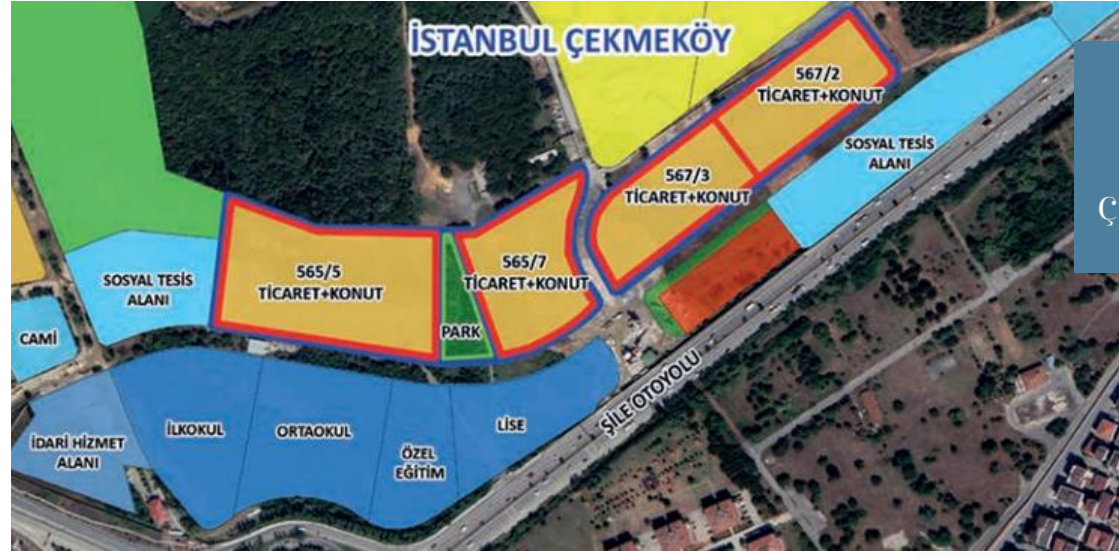 İSTANBUL ÇEKMEKÖY
567/2
TİCARET+KONUT
SOSYAL TESİS
ALANI
567/3
TİCARET+KONUT
565/5
TİCARET+KONUT
565/7
TİCARET+KONUT
SOSYAL TESİS
ALANI
PARK
CAMİ
ŞİLE OTOYOLU
İDARİ HİZMET
ALANI
İLKOKUL
ORTAOKUL
ÖZEL
EĞİTİM
LİSE
ç